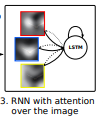 LSTM
3. RNN with attention
over the image